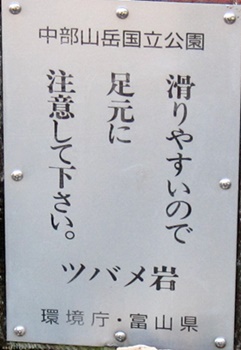 中部山岳国立公園
滑りやすいので
足元に
注意して下さい。
ツバメ岩
環境庁・富山県